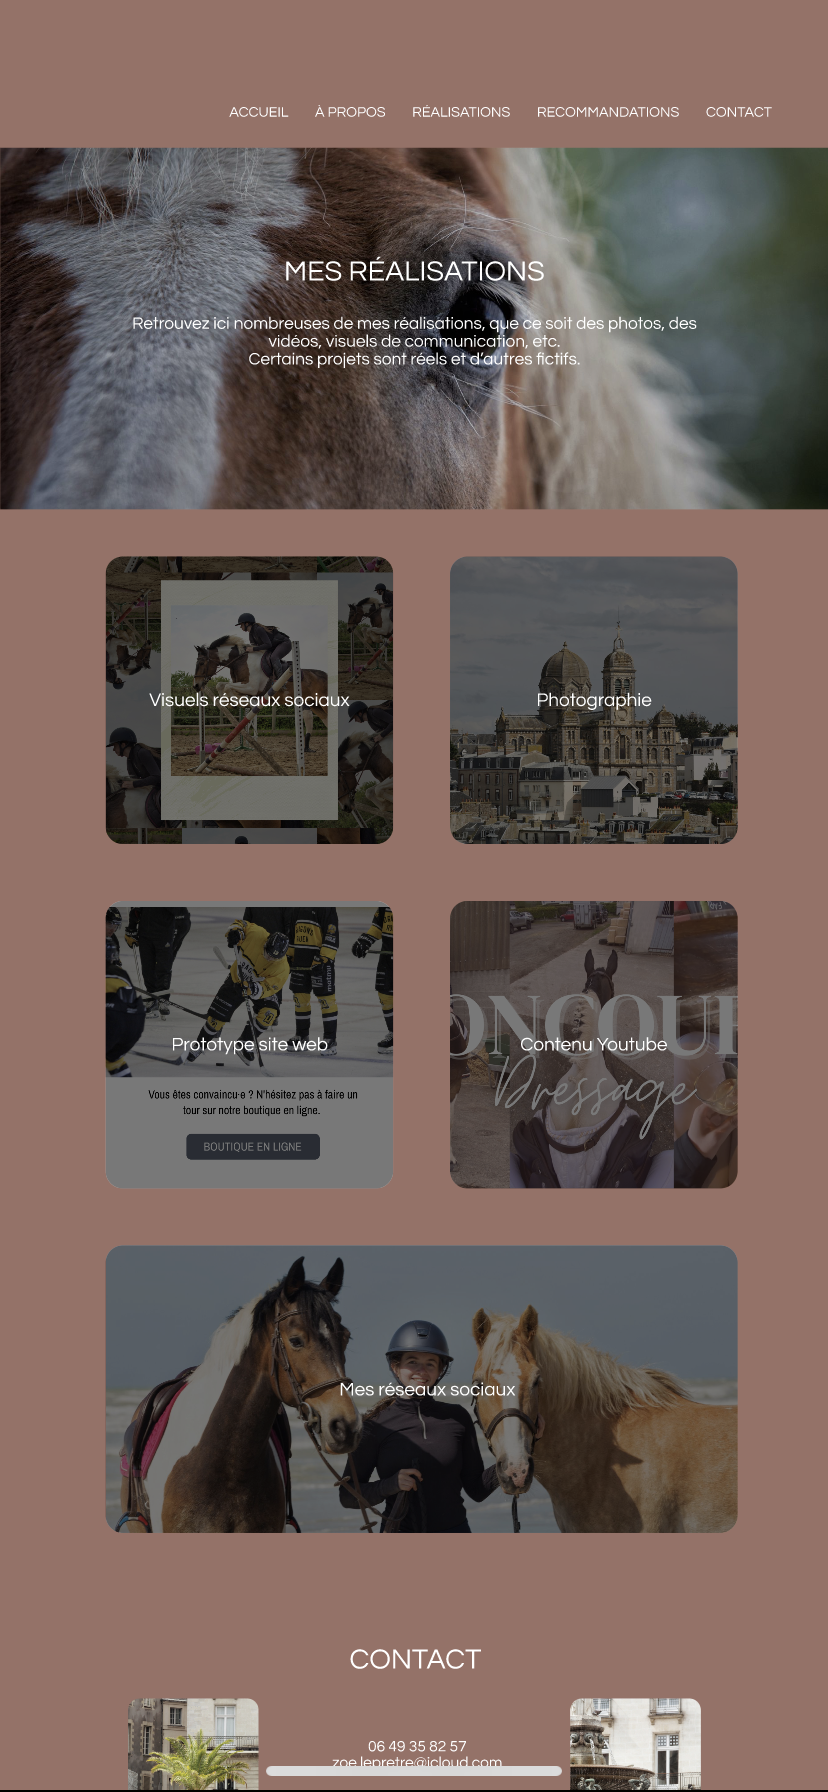 ACCUEIL À PROPOS RÉALISATIONS RECOMMANDATIONS CONTACT
MES RÉALISATIONS
Retrouvez ici nombreuses de mes réalisations, que ce soit des photos, des
vidéos, visuels de communication, etc.
Certains projets sont réels et d'autres fictifs.
Visuels réseaux sociaux
Photographie
Prototype site web
Vous êtes convaincu·e ? N'hésitez pas à faire un
tour sur notre boutique en ligne.
BOUTIQUE EN LIGNE
ONCOUR
Contenu Youtube
Dressage
Mes réseaux sociaux
CONTACT
06 49 35 82 57
zoe.lepretre@icloud.com